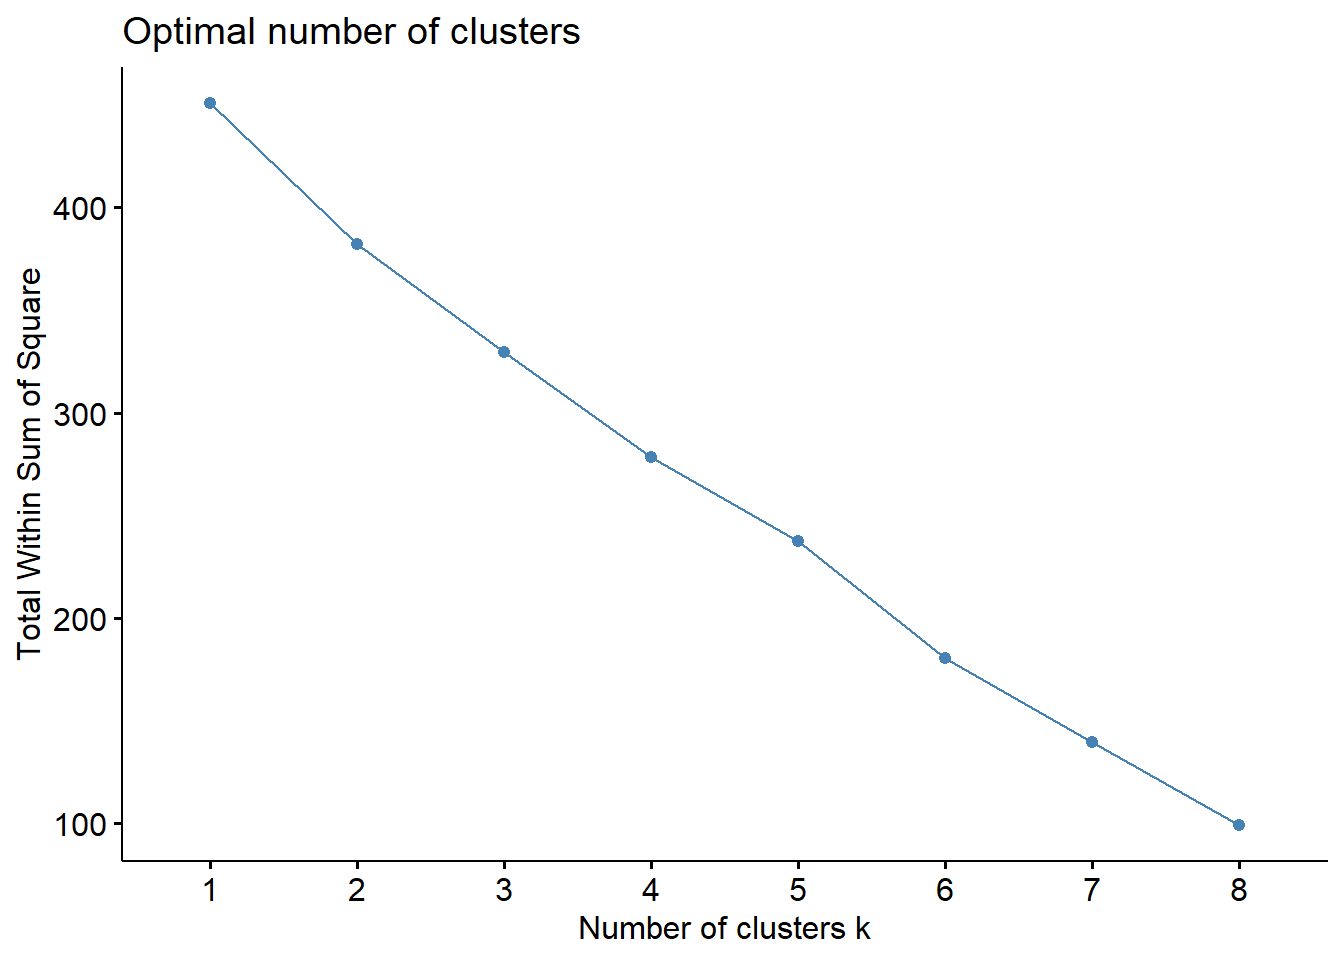 Optimal number of clusters
Total Within Sum of Square
400
300
200
100
1 2 3 4 5 6 7 8
Number of clusters k